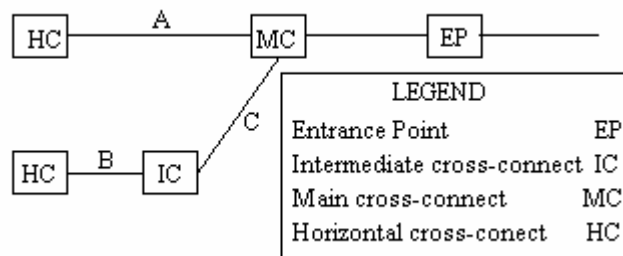 A
HC MC EP
C
B
HC IC
LEGEND
Entrance Point EP
Intermediate cross-connect IC
Main cross-connect MC
Horizontal cross-conect HC